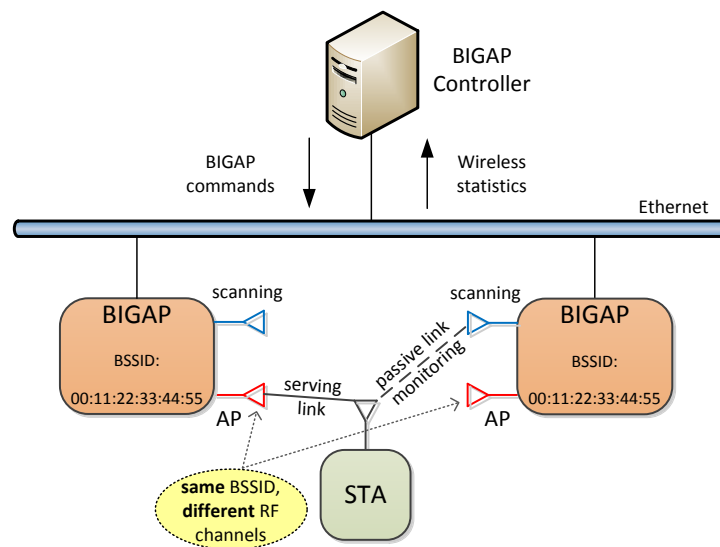 BIGAP
Controller
BIGAP
commands
Wireless
statistics
Ethernet
scanning
scanning
BIGAP
BSSID:
00:11:22:33:44:55
BIGAP
BSSID:
00:11:22:33:44:55
passive link
monitoring
serving
link
AP
AP
same BSSID,
different RF
channels
STA